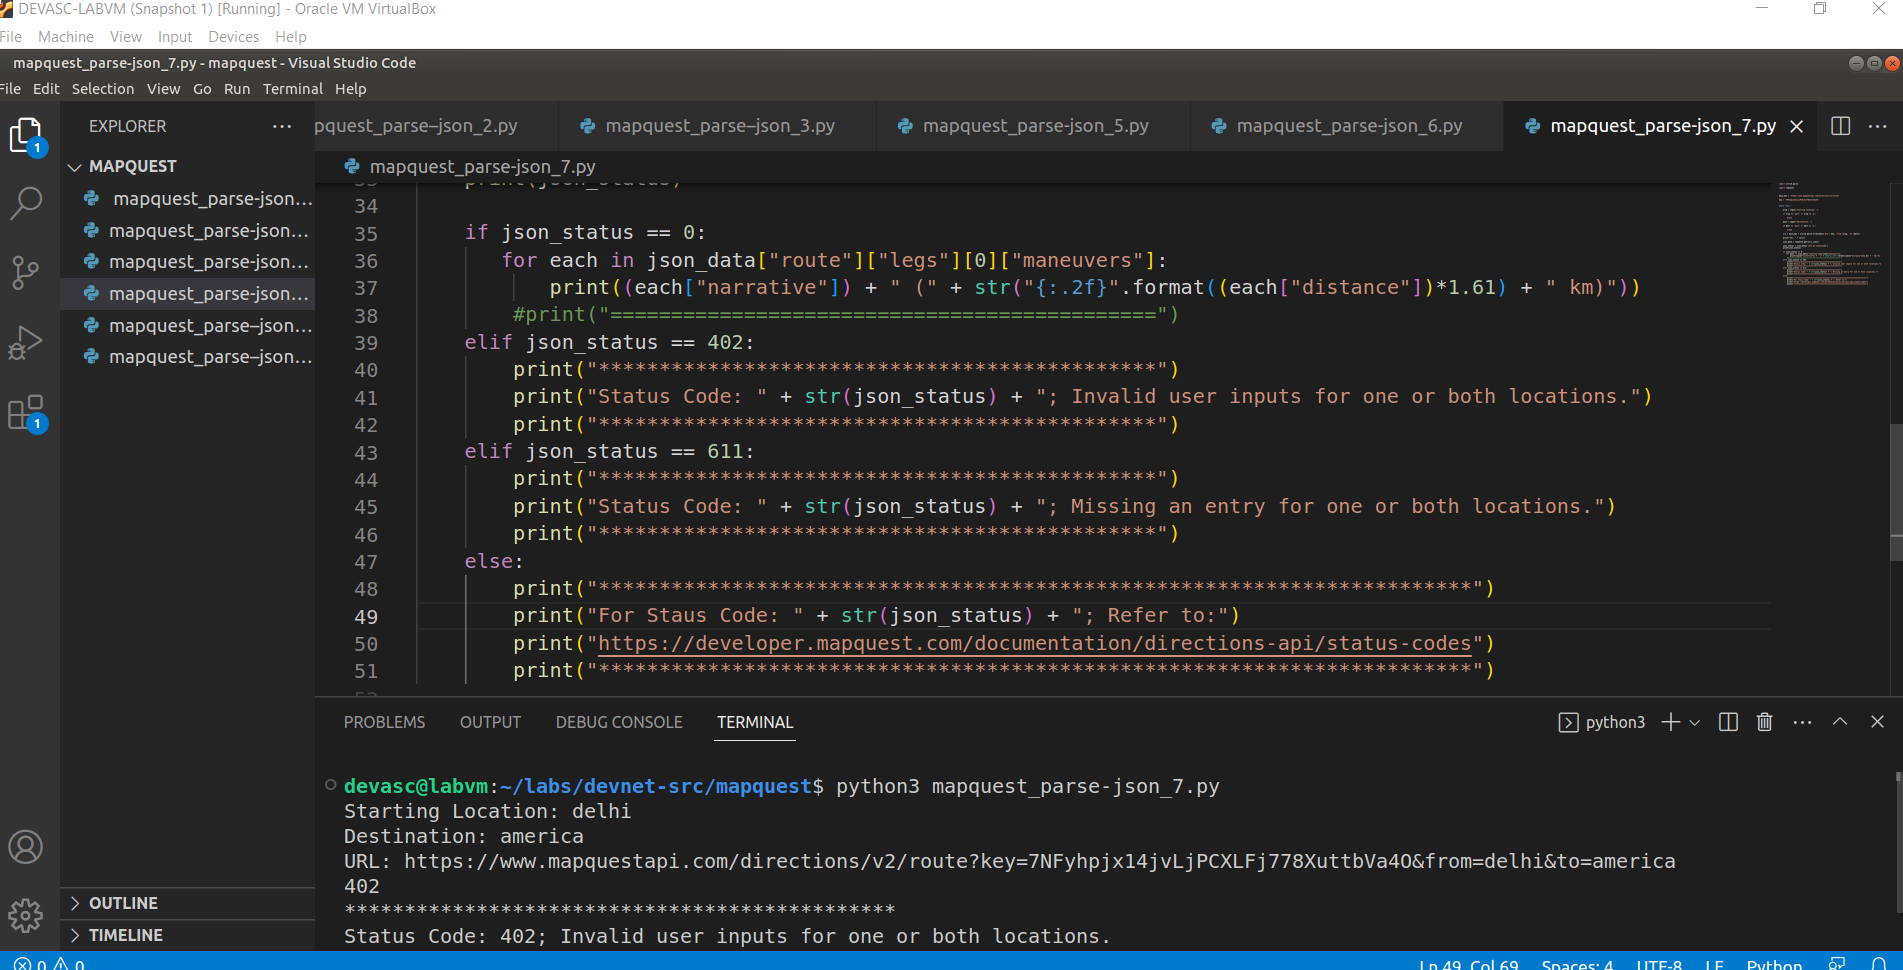 DEVASC-LABVM (Snapshot 1) [Running] - Oracle VM VirtualBox
File Machine View Input Devices Help
mapquest_parse-json_7.py - mapquest - Visual Studio Code
File Edit Selection View Go Run Terminal Help
EXPLORER
pquest_parse–json_2.py mapquest_parse–json_3.py mapquest_parse-json_5.py mapquest_parse-json_6.py mapquest_parse-json_7.py
1
MAPQUEST
mapquest_parse-json...
mapquest_parse-json...
mapquest_parse-json...
mapquest_parse-json...
mapquest_parse–json...
mapquest_parse–json...
1
OUTLINE
TIMELINE
mapquest_parse-json_7.py
33 print(json_status)
34
35 if json_status == 0:
36 for each in json_data["route"]["legs"][0]["maneuvers"]:
37 print((each["narrative"]) + " (" + str("{:.2f}".format((each["distance"])*1.61) + " km)"))
38 #print("=============================================")
39 elif json_status == 402:
40 print("**********************************************")
41 print("Status Code: " + str(json_status) + "; Invalid user inputs for one or both locations.")
42 print("**********************************************")
43 elif json_status == 611:
44 print("**********************************************")
45 print("Status Code: " + str(json_status) + "; Missing an entry for one or both locations.")
46 print("**********************************************")
47 else:
48 print("************************************************************************")
49 print("For Staus Code: " + str(json_status) + "; Refer to:")
50 print("https://developer.mapquest.com/documentation/directions-api/status-codes")
51 print("************************************************************************")
PROBLEMS OUTPUT DEBUG CONSOLE TERMINAL
python3
devasc@labvm:~/labs/devnet-src/mapquest$ python3 mapquest_parse-json_7.py
Starting Location: delhi
Destination: america
URL: https://www.mapquestapi.com/directions/v2/route?key=7NFyhpjx14jvLjPCXLFj778XuttbVa4O&from=delhi&to=america
402
**********************************************
Status Code: 402; Invalid user inputs for one or both locations.
0 0
Ln 49, Col 69 Spaces: 4 UTF-8 LF Python